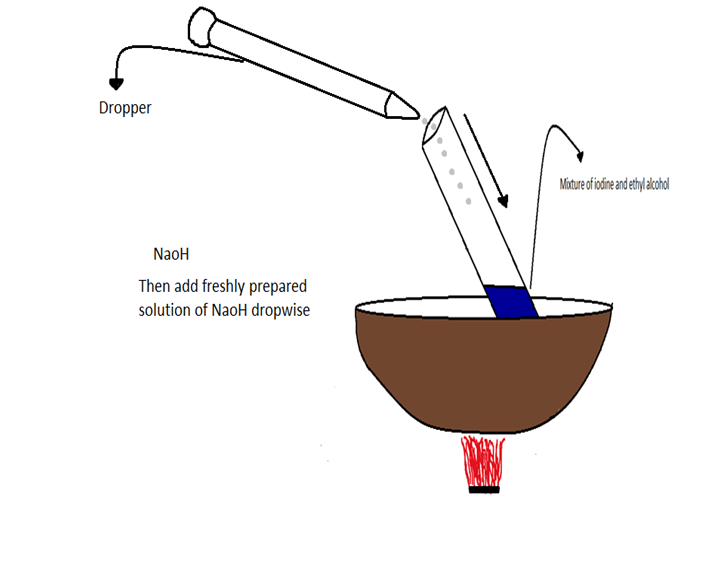 Dropper
Mixture of iodine and ethyl alcohol
NaoH
Then add freshly prepared
solution of NaoH dropwise